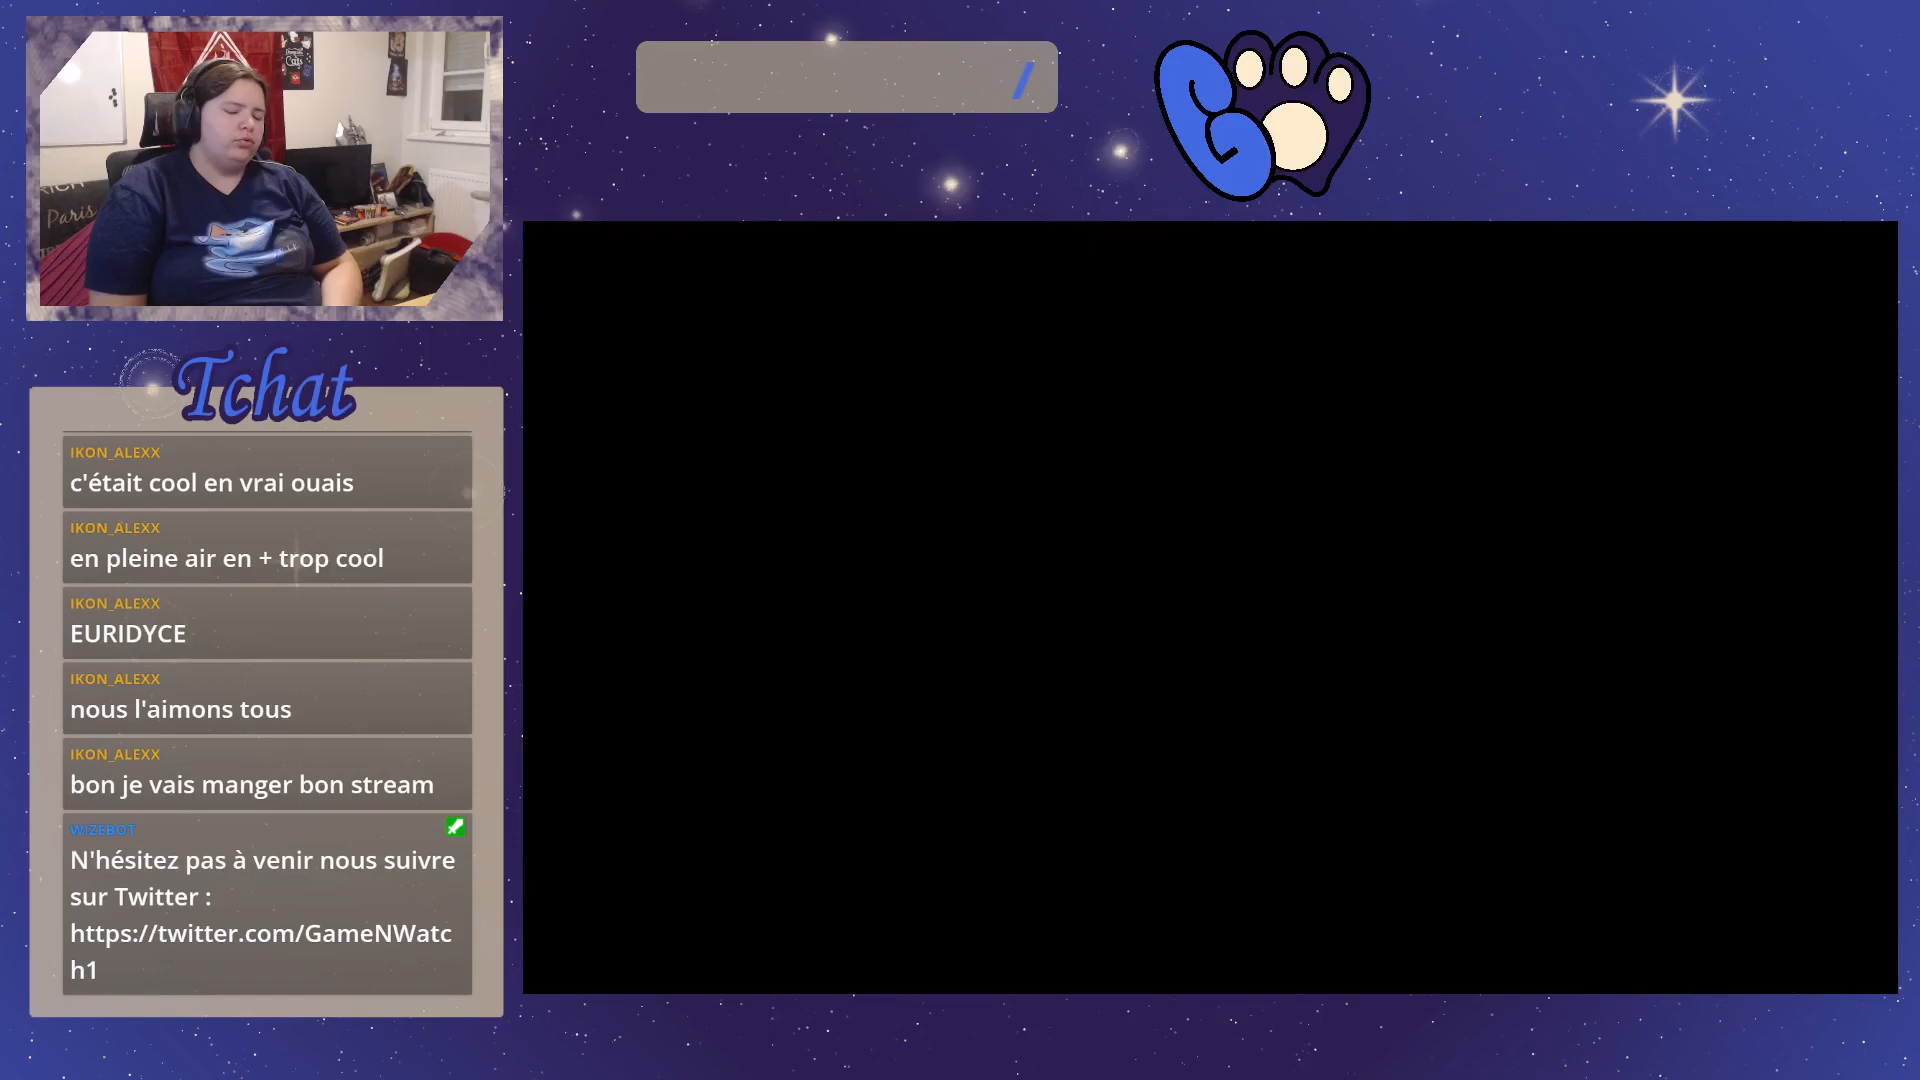 /
Paris
Tchat
IKON_ALEXX
c'était cool en vrai ouais
IKON_ALEXX
en pleine air en + trop cool
IKON_ALEXX
EURIDYCE
IKON_ALEXX
nous l'aimons tous
IKON_ALEXX
bon je vais manger bon stream
WIZEBOT
N'hésitez pas à venir nous suivre
sur Twitter :
https://twitter.com/GameNWatc
h1